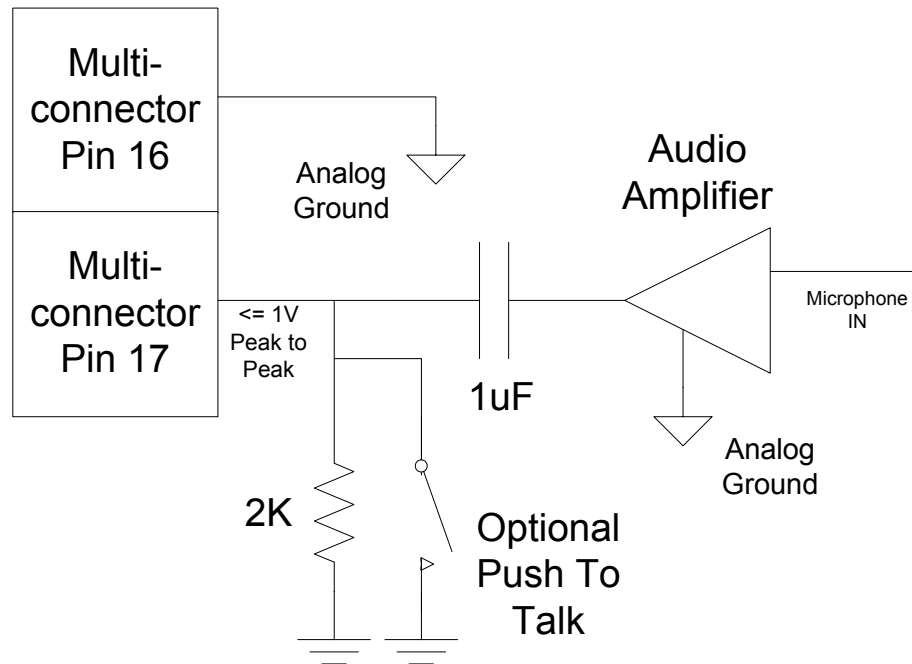 Multi-
connector
Pin 16
Analog
Ground
Audio
Amplifier
Multi-
connector
Pin 17
<= 1V
Peak to
Peak
Microphone
IN
1uF
Analog
Ground
2K
Optional
Push To
Talk